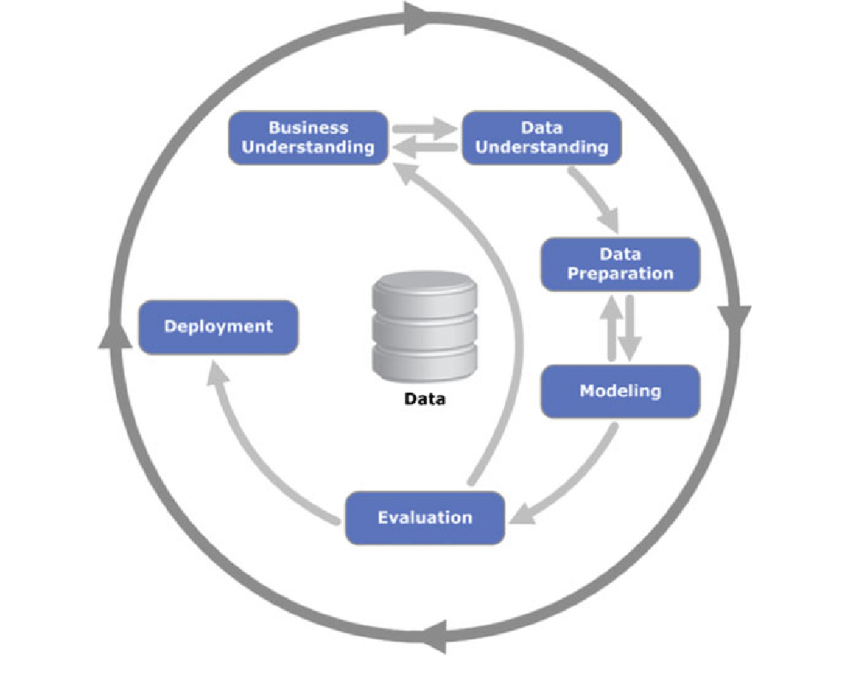 Business
Understanding
Data
Understanding
Data
Preparation
Deployment
Modeling
Data
Evaluation